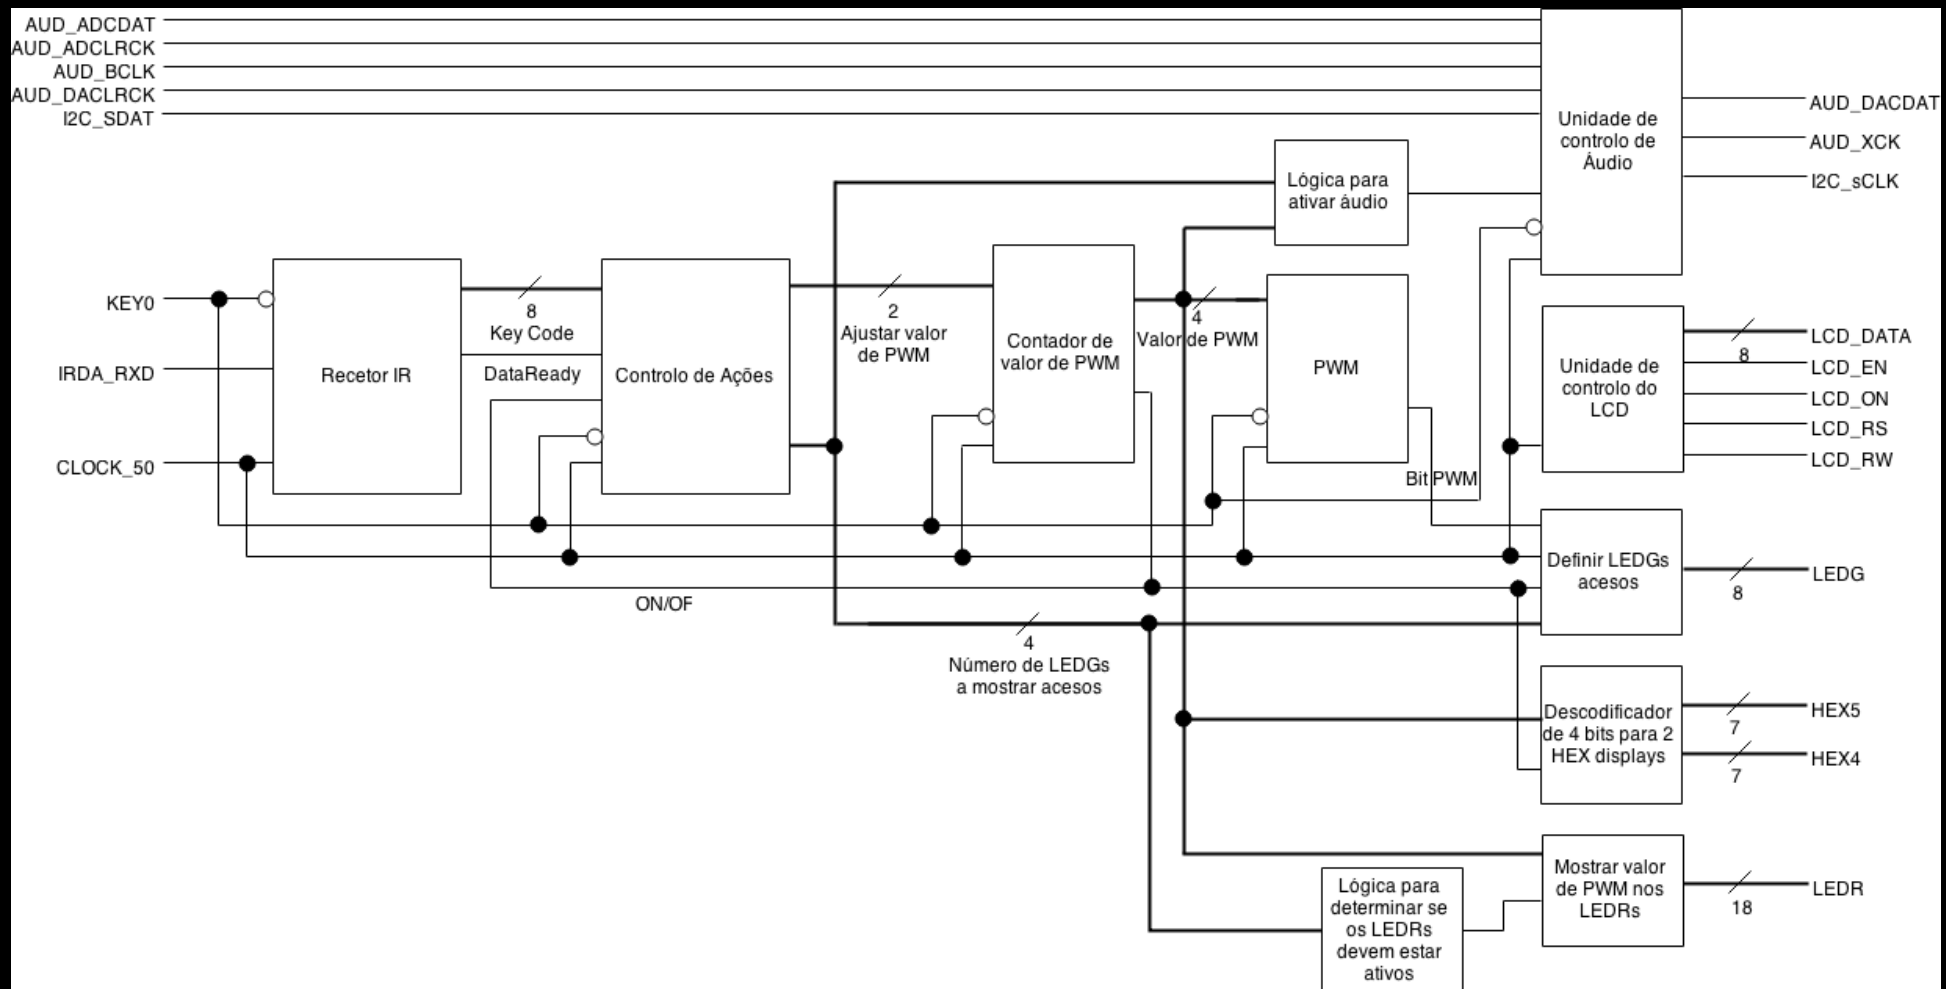 AUD_ADCDAT
AUD_ADCLRCK
AUD_BCLK
AUD_DACLRCK
I2C_SDAT
Unidade de
controlo de
Áudio
AUD_DACDAT
AUD_XCK
I2C_sCLK
Lógica para
ativar áudio
KEY0
IRDA_RXD
CLOCK_50
Recetor IR
8
Key Code
DataReady
Controlo de Ações
2
Ajustar valor
de PWM
Contador de
valor de PWM
4
Valor de PWM
PWM
Bit PWM
Unidade de
controlo do
LCD
8
LCD_DATA
LCD_EN
LCD_ON
LCD_RS
LCD_RW
Definir LEDGs
acesos
8
LEDG
ON/OF
4
Número de LEDGs
a mostrar acesos
Descodificador
de 4 bits para 2
HEX displays
7
HEX5
7
HEX4
Mostrar valor
de PWM nos
LEDRs
18
LEDR
Lógica para
determinar se
os LEDRs
devem estar
ativos